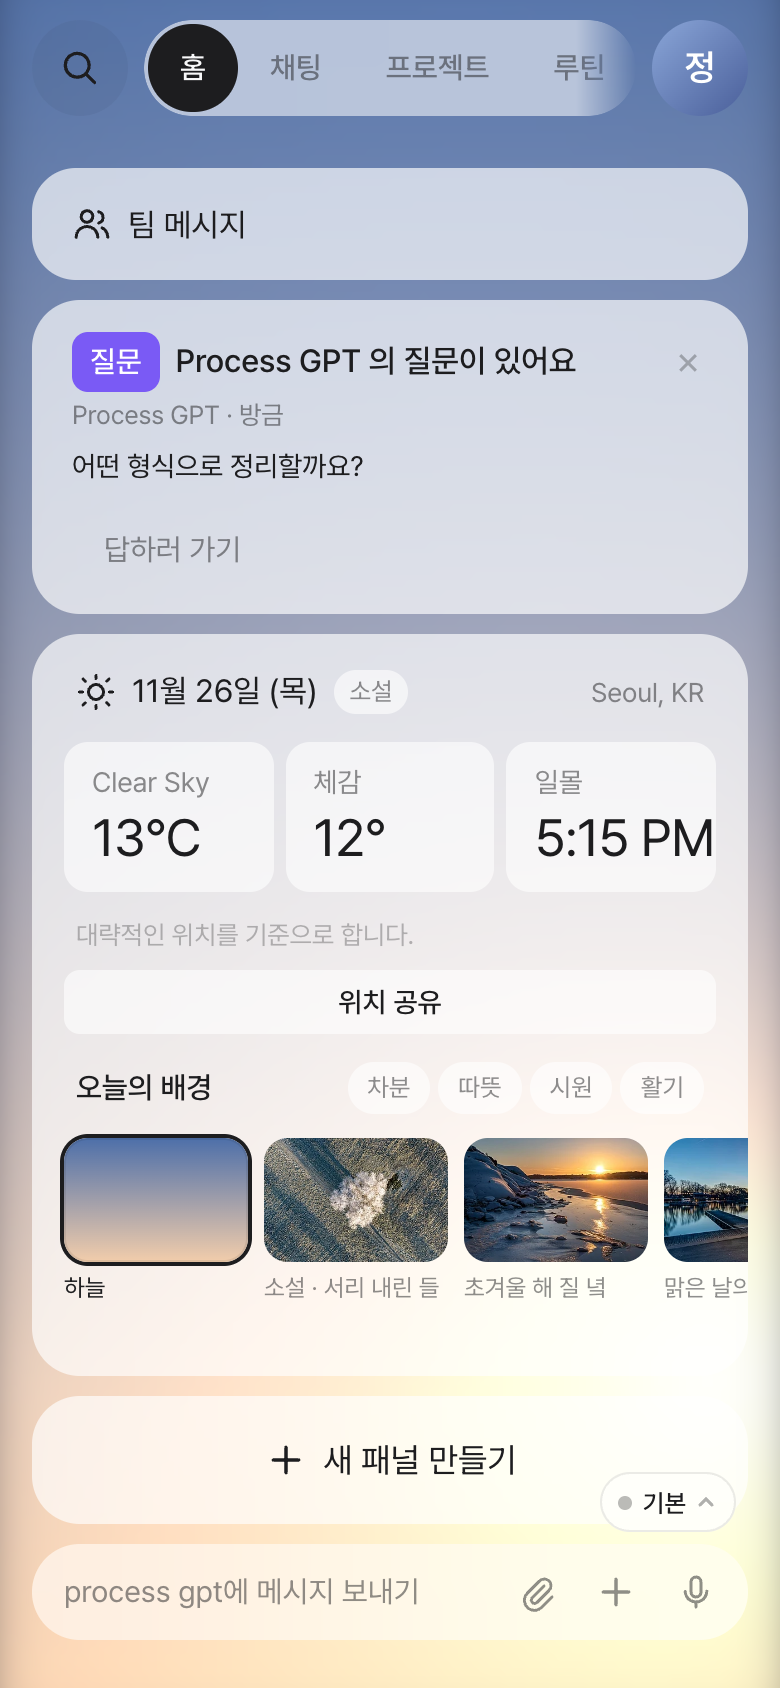 홈 채팅 프로젝트 루틴 정
팀 메시지
질문 Process GPT 의 질문이 있어요
Process GPT · 방금
어떤 형식으로 정리할까요?
답하러 가기
11월 26일 (목) 소설 Seoul, KR
Clear Sky 체감 일몰
13°C 12° 5:15 PM
대략적인 위치를 기준으로 합니다.
위치 공유
오늘의 배경 차분 따뜻 시원 활기
하늘 소설 · 서리 내린 들 초겨울 해 질 녘 맑은 날의
새 패널 만들기
기본
process gpt에 메시지 보내기